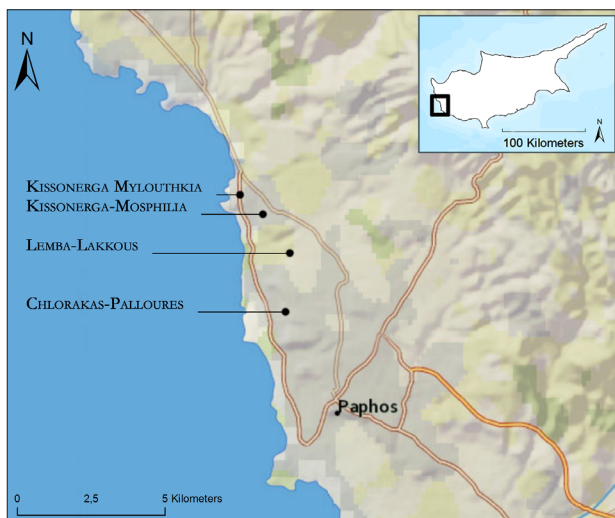 N
N
100 Kilometers
KISSONERGA MYLOUTHKIA
KISSONERGA-MOSPHILIA
LEMBA-LAKKOUS
CHLORAKAS-PALLOURES
Paphos
0 2,5 5 Kilometers